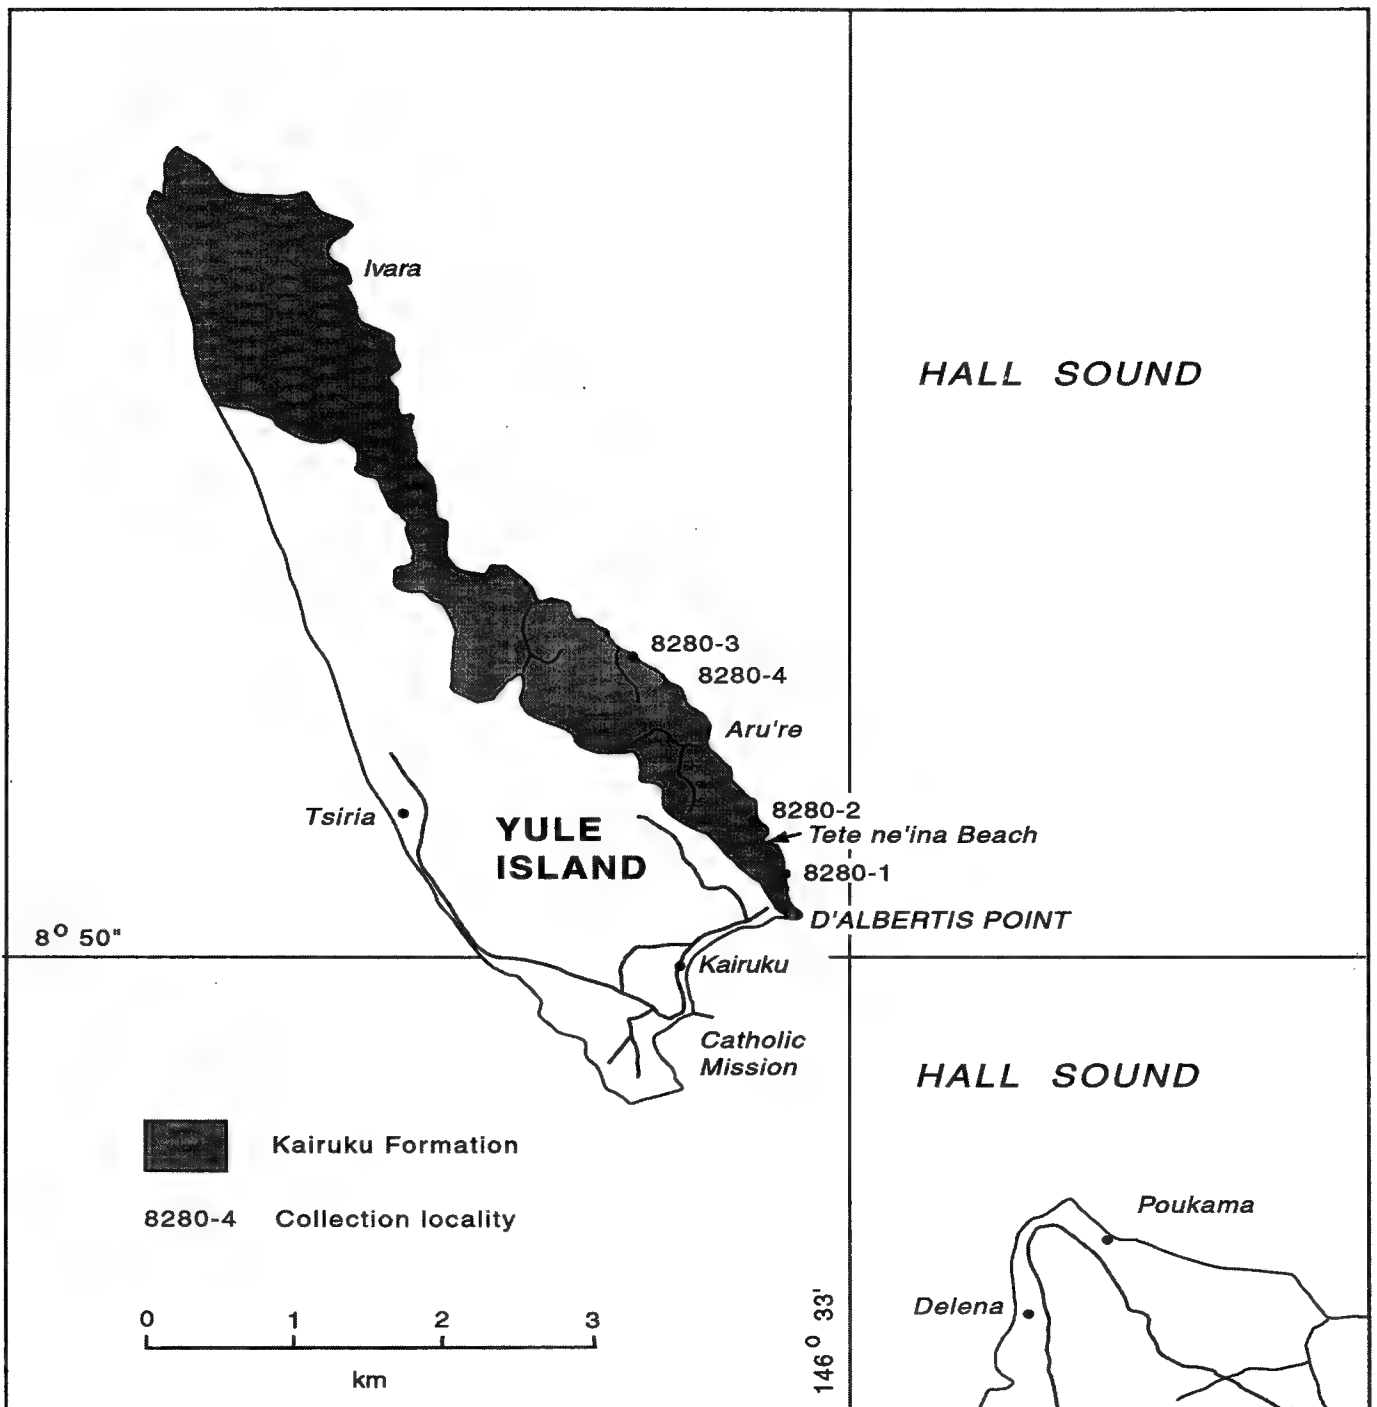 Ivara
HALL SOUND
8280-3
8280-4
Aru're
8280-2
Tete ne'ina Beach
8280-1
D'ALBERTIS POINT
Tsiria
YULE
ISLAND
8° 50"
Kairuku
Catholic
Mission
HALL SOUND
Kairuku Formation
8280-4 Collection locality
Poukama
Delena
0 1 2 3
km
146° 33'